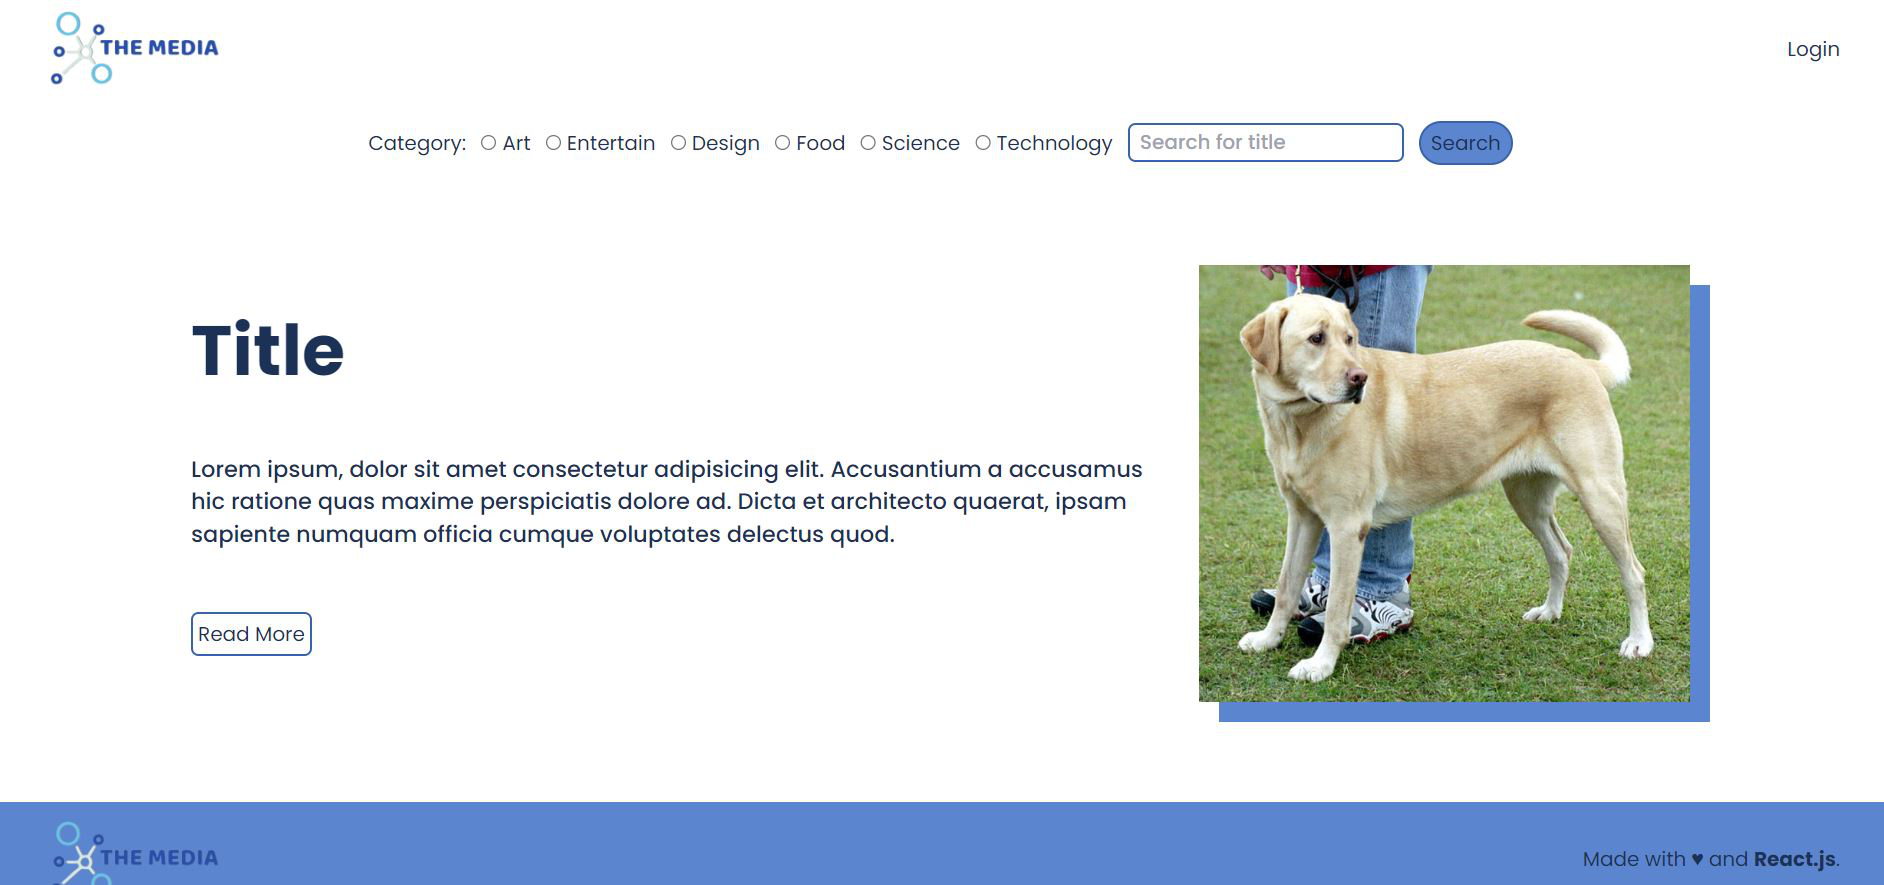 THE MEDIA
Login
Category: Art Entertain Design Food Science Technology Search for title Search
Title
Lorem ipsum, dolor sit amet consectetur adipisicing elit. Accusantium a accusamus
hic ratione quas maxime perspiciatis dolore ad. Dicta et architecto quaerat, ipsam
sapiente numquam officia cumque voluptates delectus quod.
Read More
THE MEDIA
Made with ♥ and React.js.